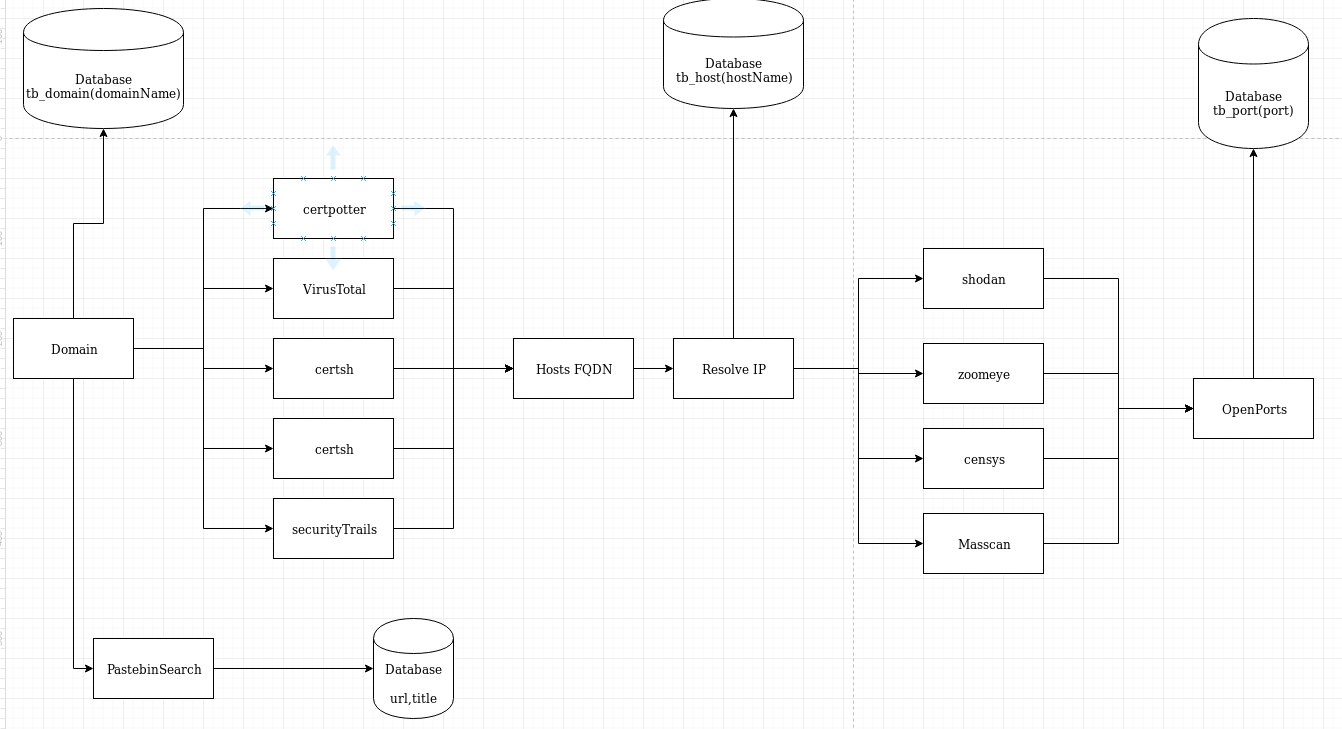 Database
tb_domain(domainName)
Database
tb_host(hostName)
Database
tb_port(port)
certpotter
VirusTotal
certsh
certsh
securityTrails
Domain
Hosts FQDN
Resolve IP
shodan
zoomeye
censys
Masscan
OpenPorts
PastebinSearch
Database
url,title